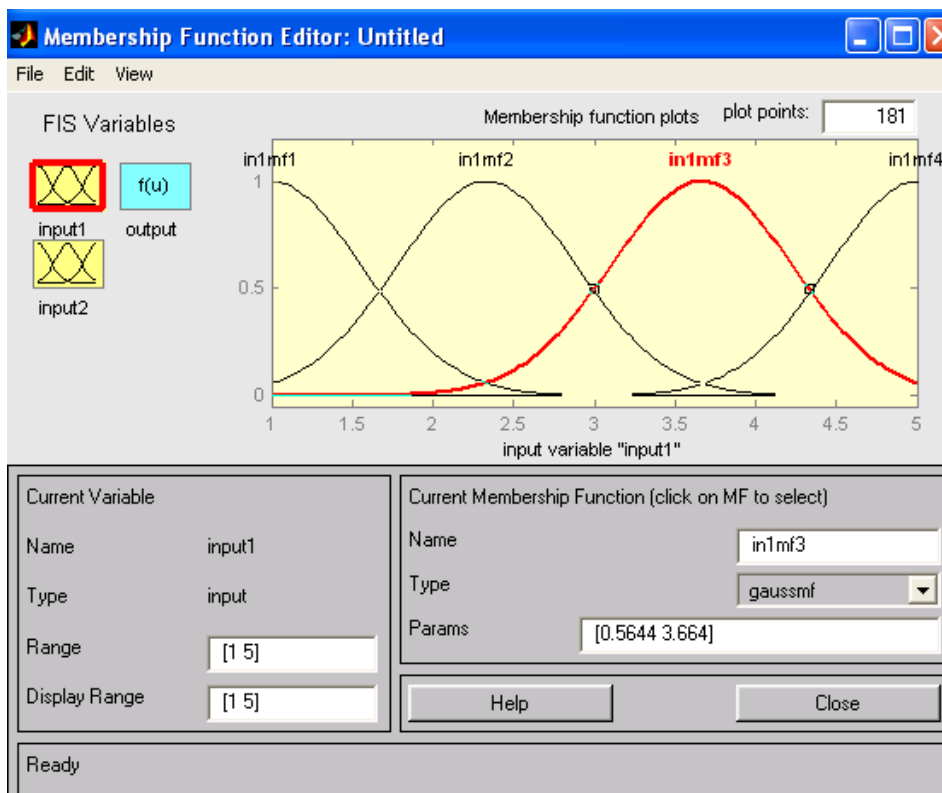 Membership Function Editor: Untitled
File Edit View
FIS Variables
Membership function plots plot points: 181
f(u)
input1 output
input2
in1mf1 in1mf2 in1mf3 in1mf4
1
0.5
0
1 1.5 2 2.5 3 3.5 4 4.5 5
input variable "input1"
Current Variable
Name input1
Type input
Range [1 5]
Display Range [1 5]
Current Membership Function (click on MF to select)
Name in1mf3
Type gaussmf
Params [0.5644 3.664]
Help Close
Ready